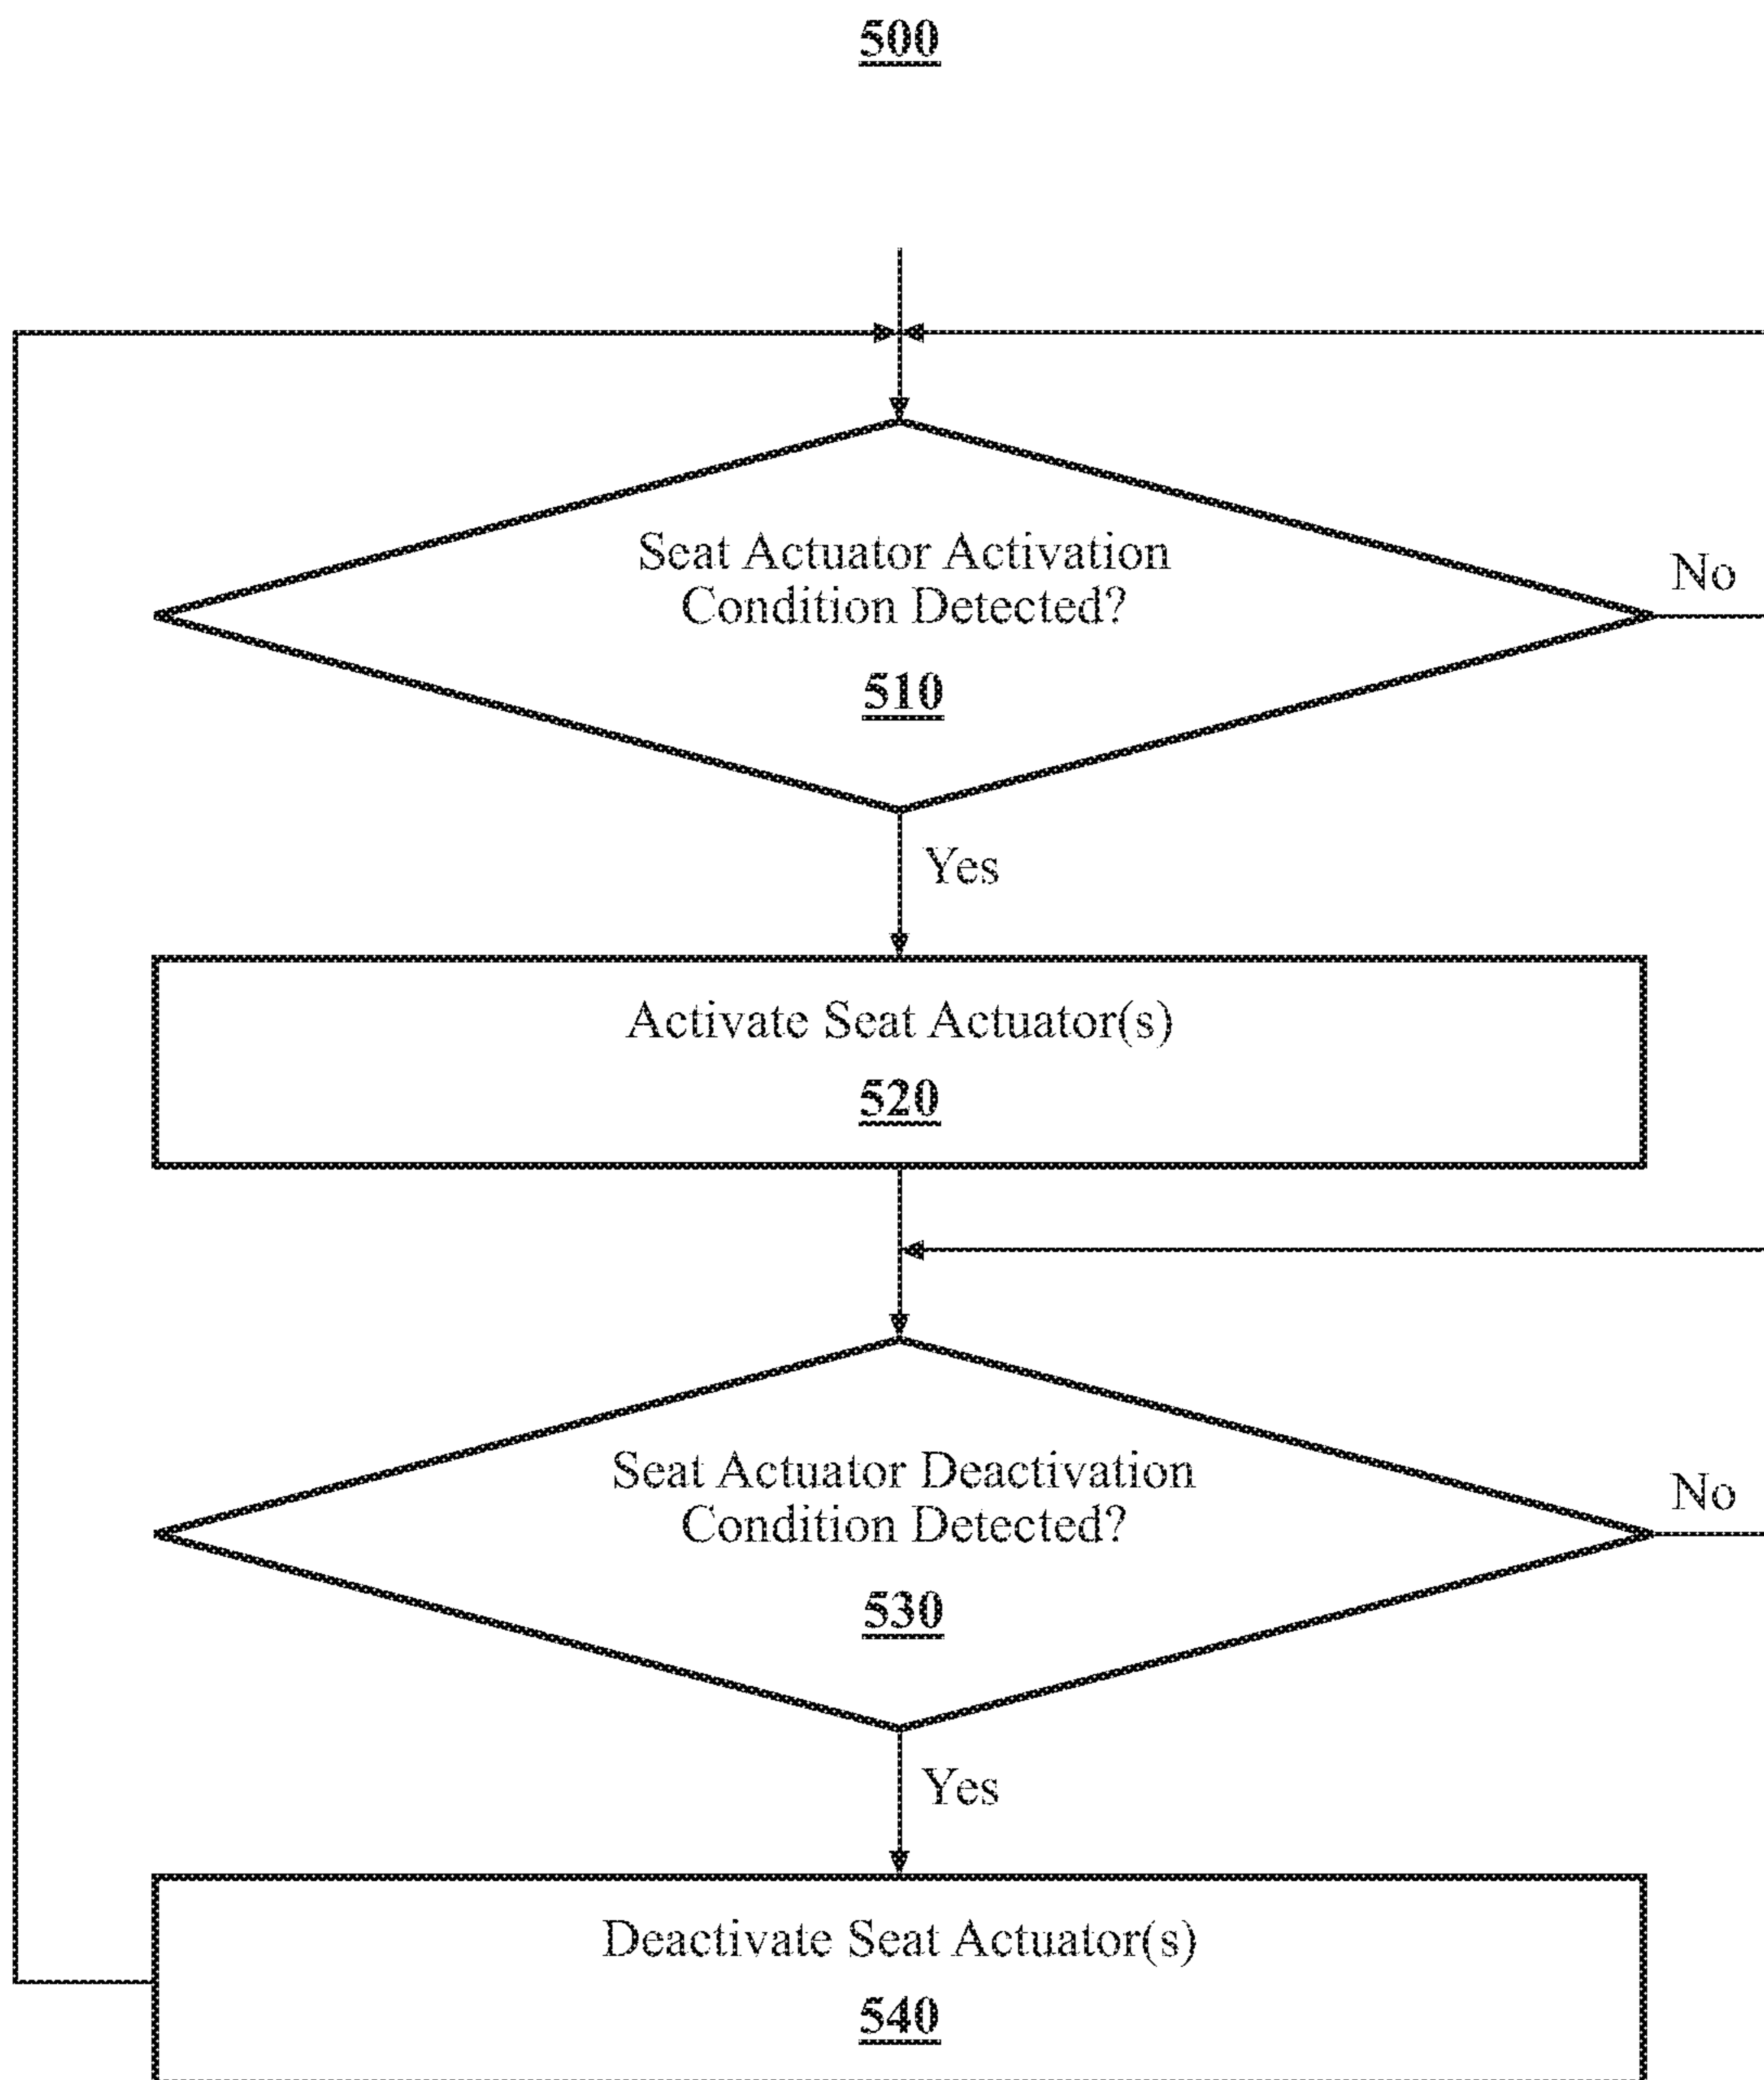 500
Seat Actuator Activation
Condition Detected?
No
510
Yes
Activate Seat Actuator(s)
520
Seat Actuator Deactivation
Condition Detected?
No
530
Yes
Deactivate Seat Actuator(s)
540